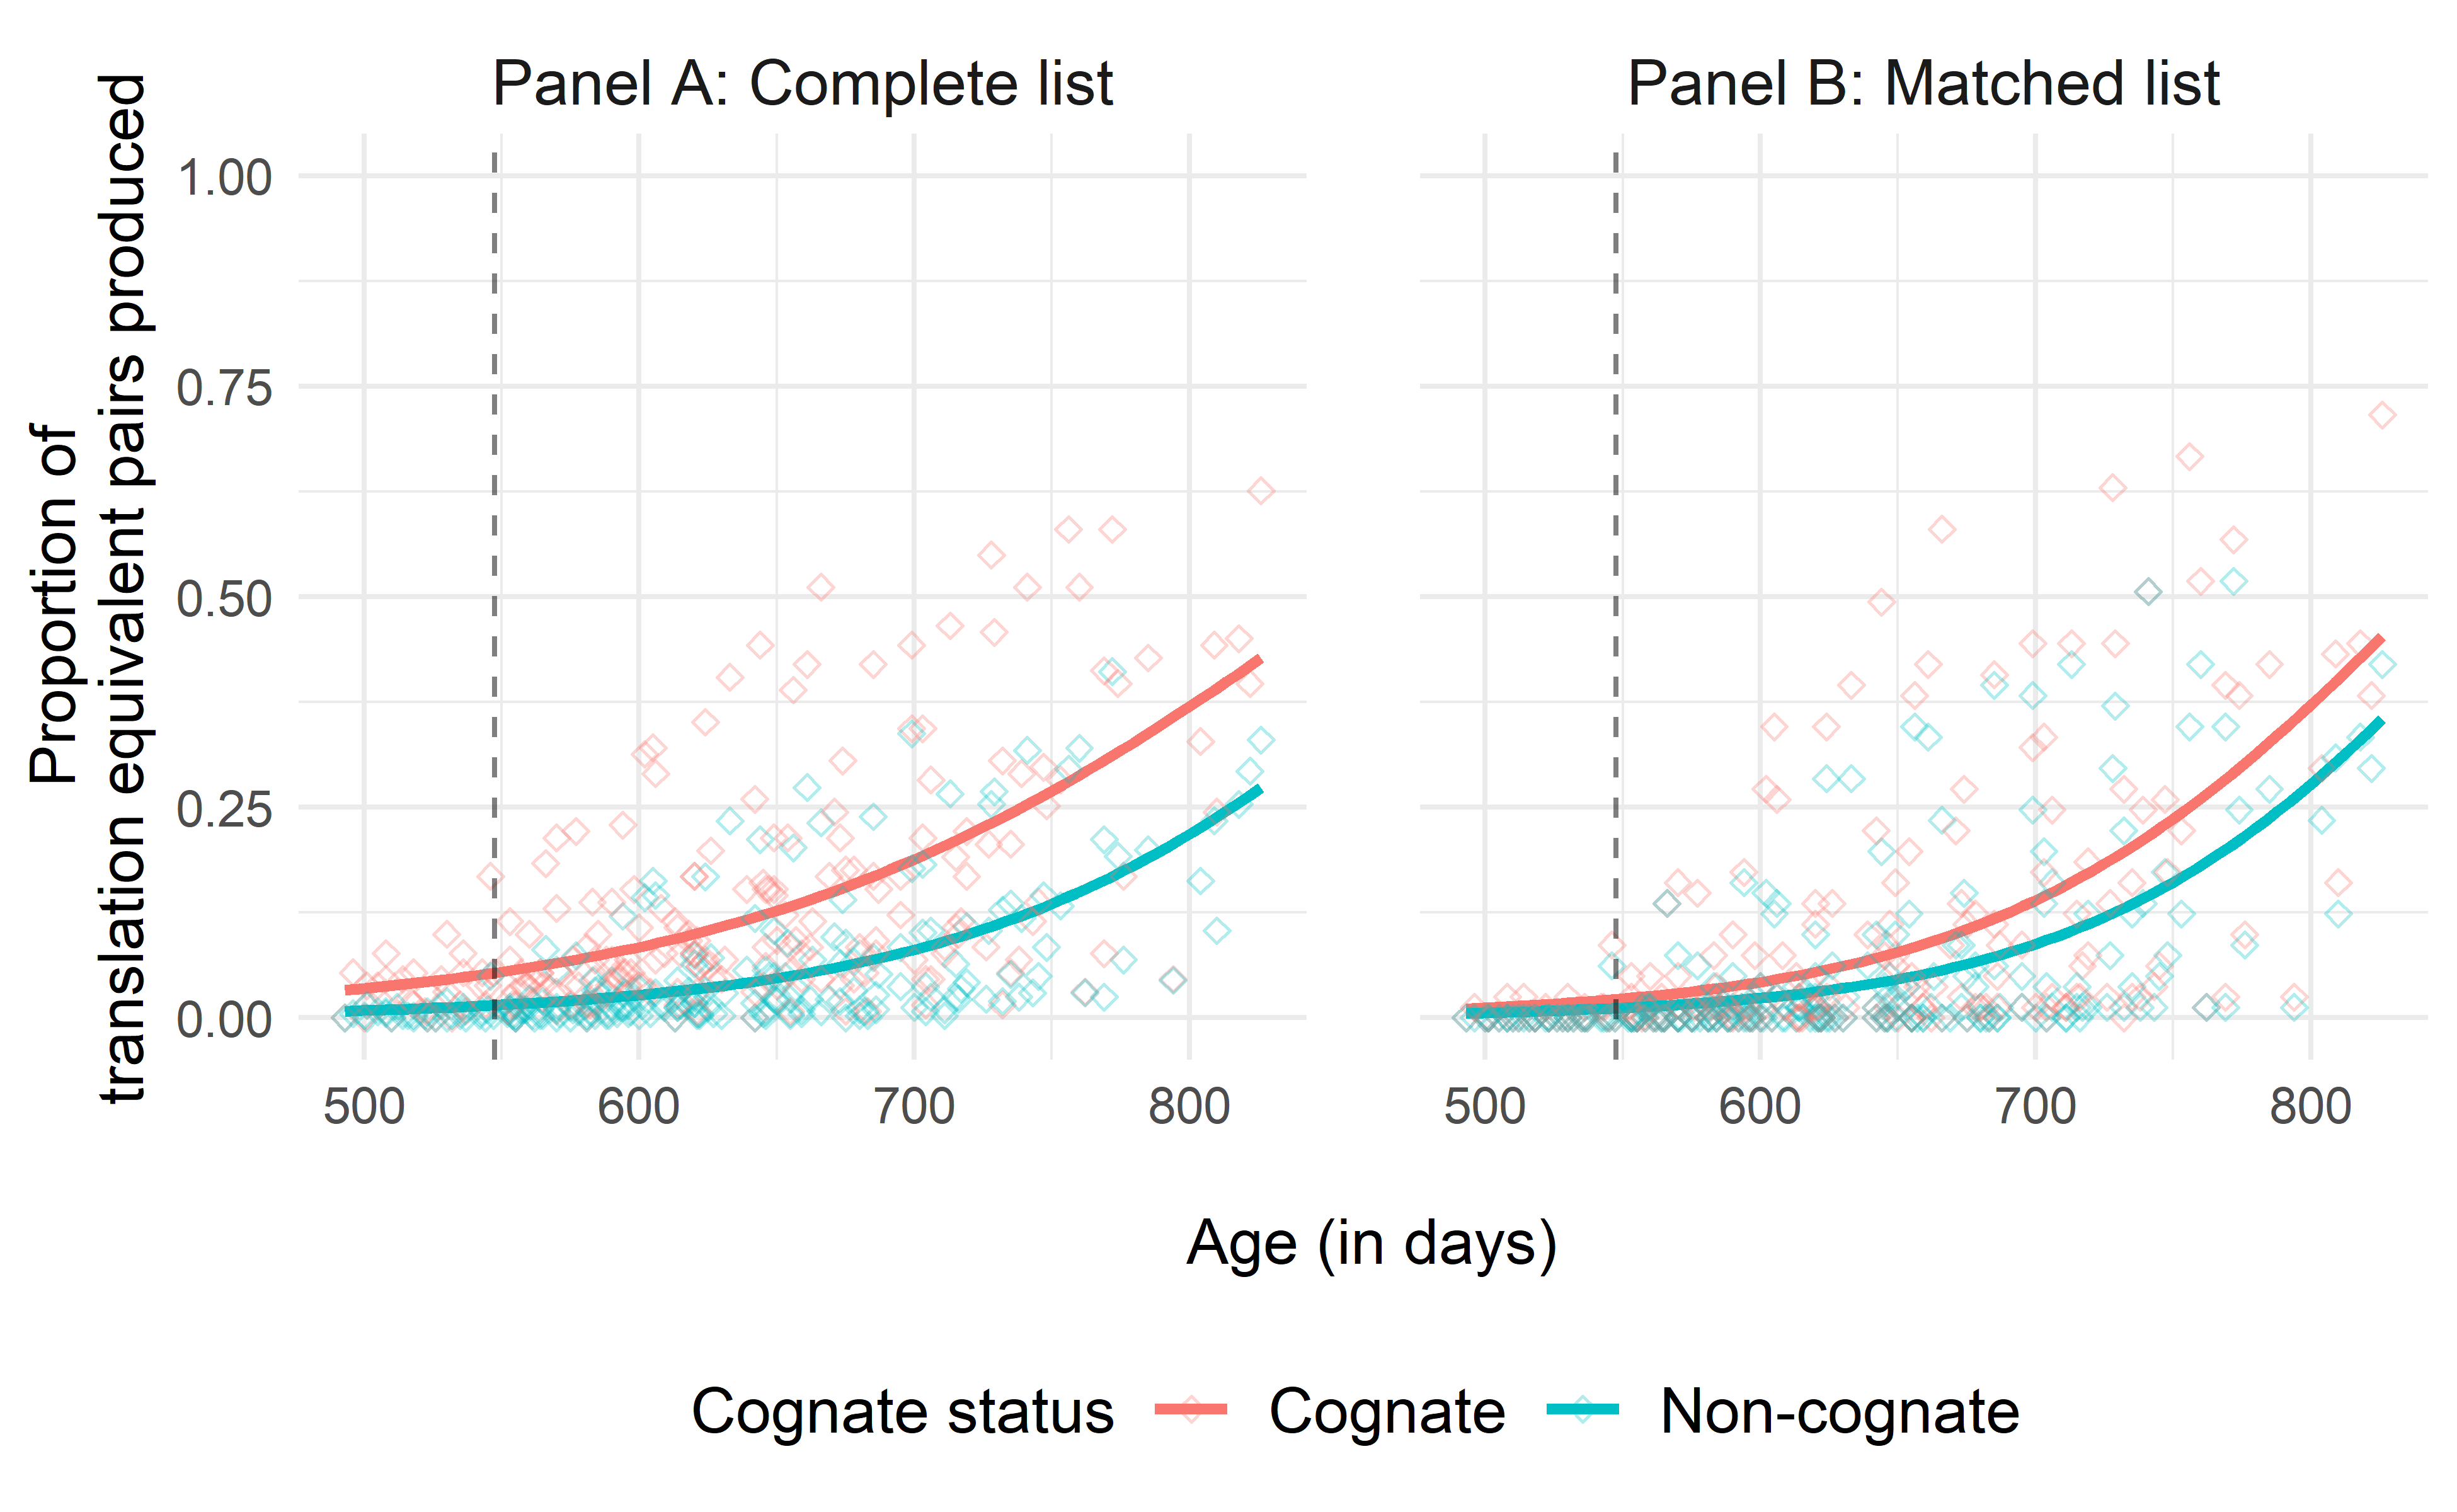 Panel A: Complete list
Panel B: Matched list
Proportion of
translation equivalent pairs produced
1.00
0.75
0.50
0.25
0.00
500 600 700 800
500 600 700 800
Age (in days)
Cognate status Cognate Non-cognate